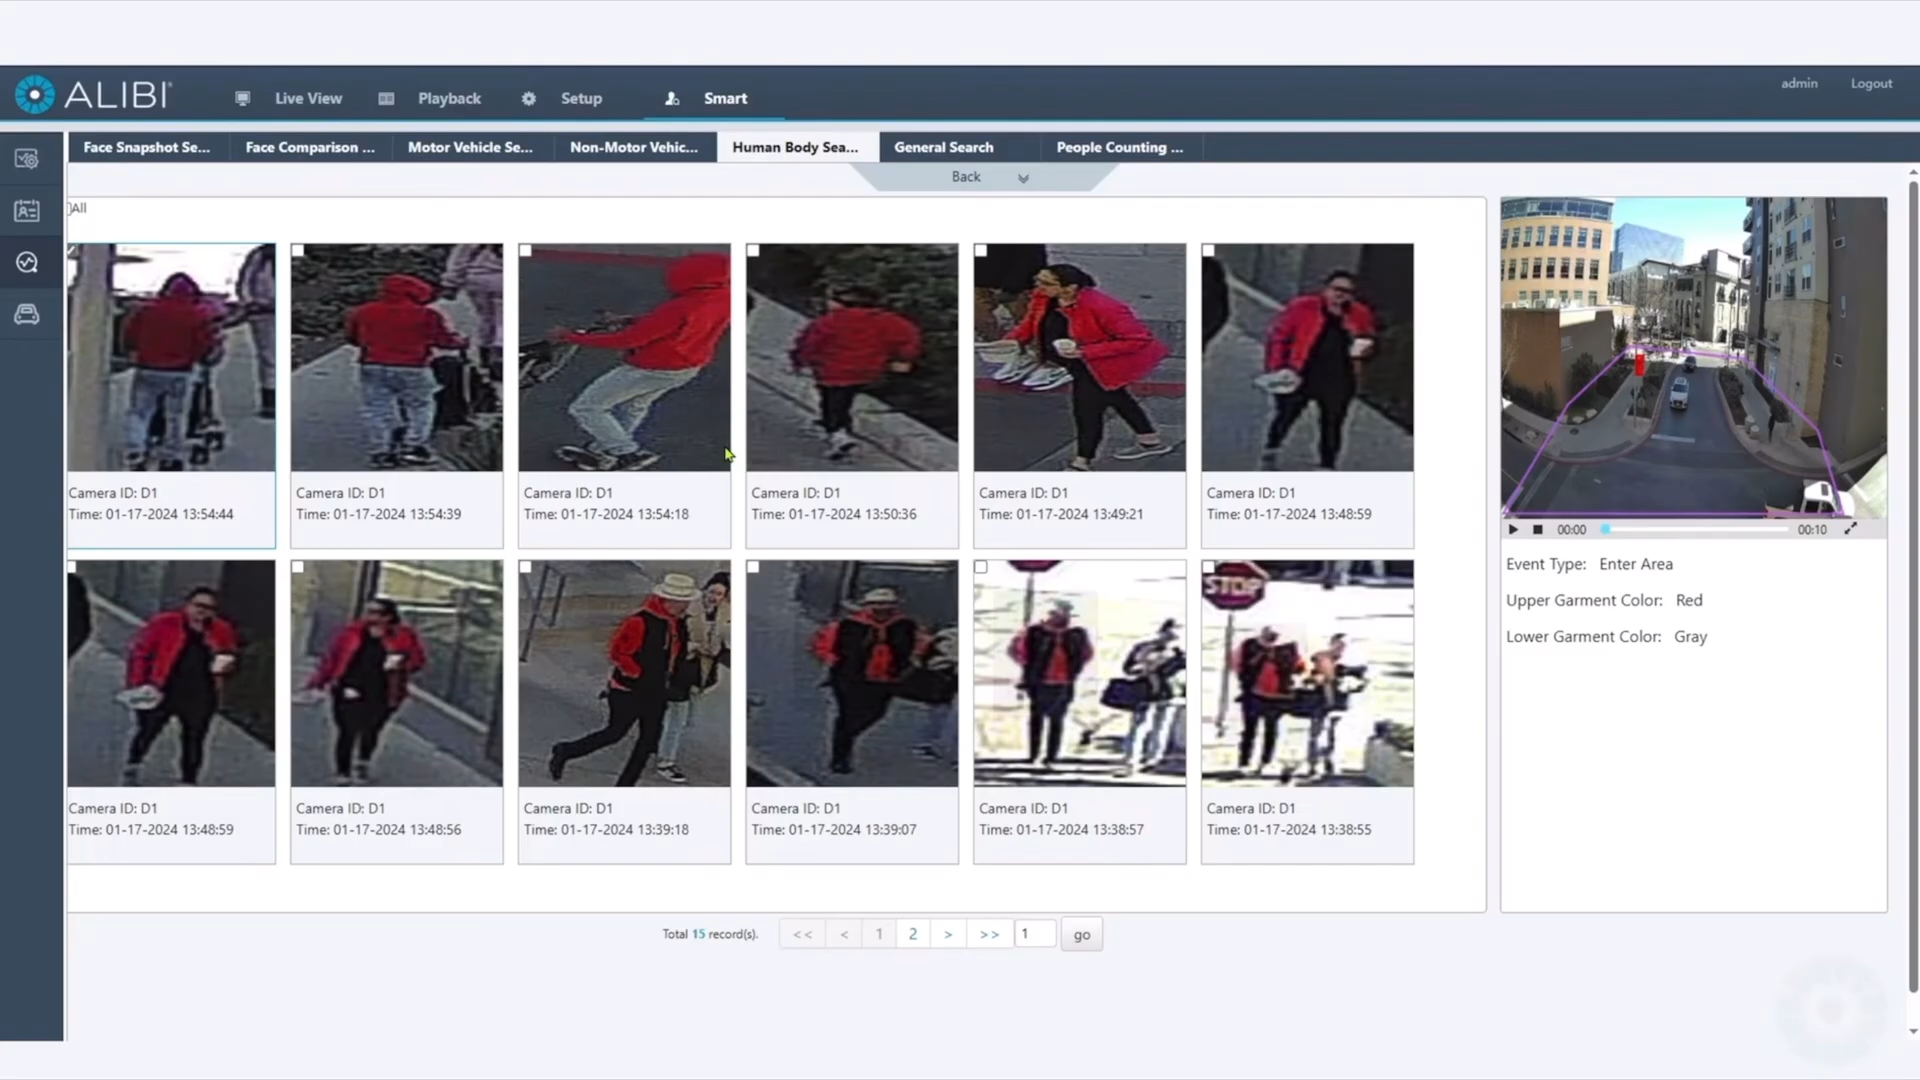 ALIBI®
Live View
Playback
Setup
Smart
admin
Logout
Face Snapshot Se...
Face Comparison ...
Motor Vehicle Se...
Non-Motor Vehic...
Human Body Sea...
General Search
People Counting ...
Back
All
Camera ID: D1
Time: 01-17-2024 13:54:44
Camera ID: D1
Time: 01-17-2024 13:54:39
Camera ID: D1
Time: 01-17-2024 13:54:18
Camera ID: D1
Time: 01-17-2024 13:50:36
Camera ID: D1
Time: 01-17-2024 13:49:21
Camera ID: D1
Time: 01-17-2024 13:48:59
STOP
Camera ID: D1
Time: 01-17-2024 13:48:59
Camera ID: D1
Time: 01-17-2024 13:48:56
Camera ID: D1
Time: 01-17-2024 13:39:18
Camera ID: D1
Time: 01-17-2024 13:39:07
Camera ID: D1
Time: 01-17-2024 13:38:57
Camera ID: D1
Time: 01-17-2024 13:38:55
00:00
00:10
Event Type: Enter Area
Upper Garment Color: Red
Lower Garment Color: Gray
Total 15 record(s).
<< < 1 2 > >> 1 go